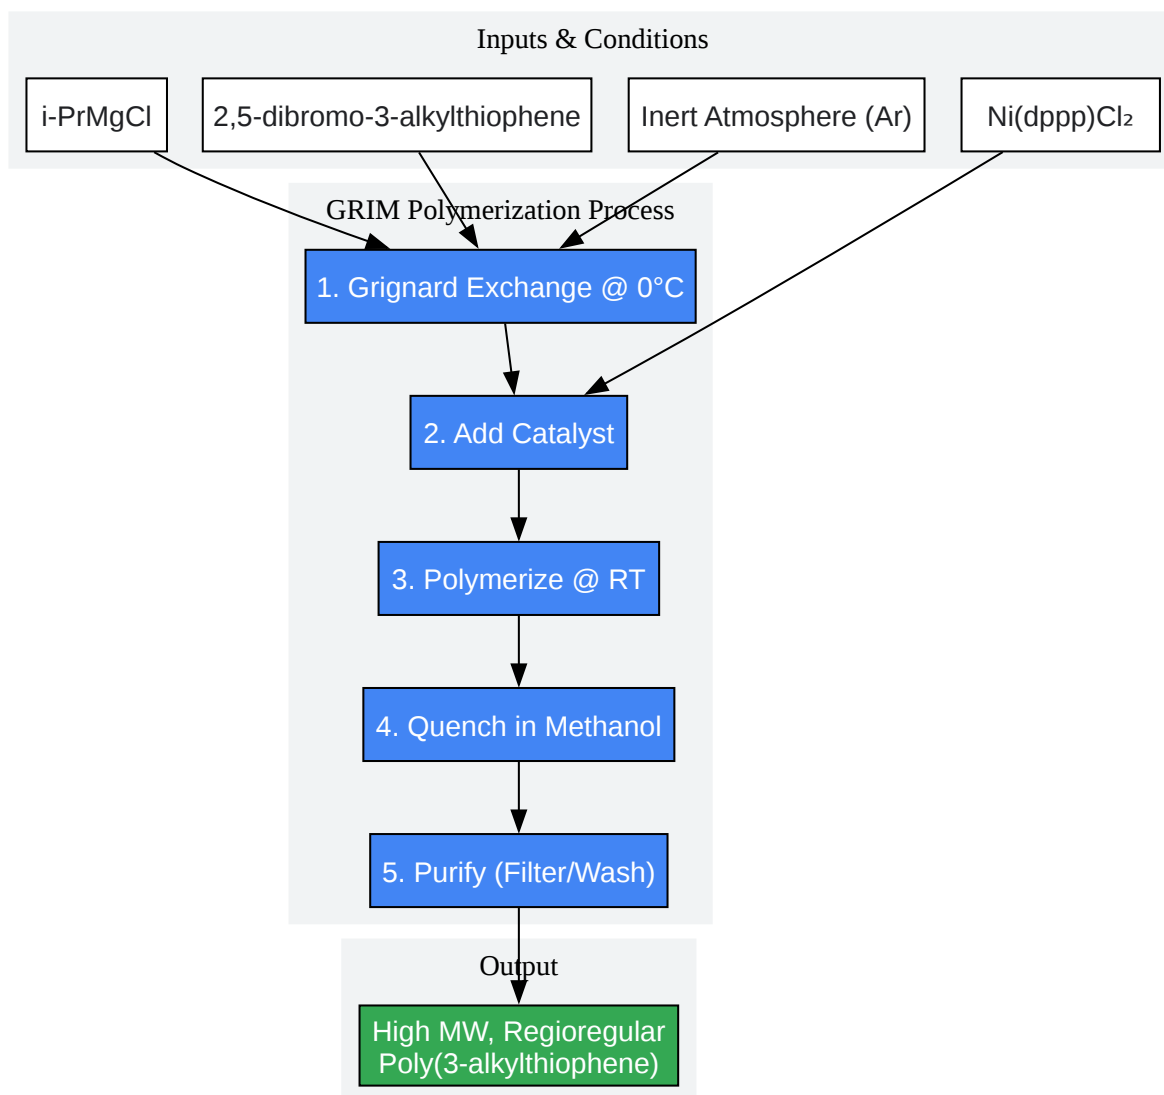 Inputs & Conditions
i-PrMgCl
2,5-dibromo-3-alkylthiophene
Inert Atmosphere (Ar)
Ni(dppp)Cl₂
GRIM Polymerization Process
1. Grignard Exchange @ 0°C
2. Add Catalyst
3. Polymerize @ RT
4. Quench in Methanol
5. Purify (Filter/Wash)
Output
High MW, Regioregular
Poly(3-alkylthiophene)